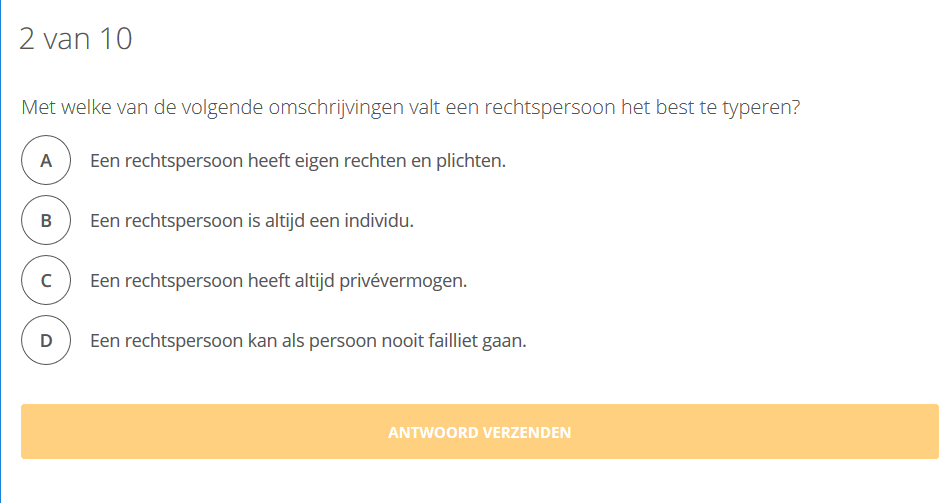 2 van 10
Met welke van de volgende omschrijvingen valt een rechtspersoon het best te typeren?
A Een rechtspersoon heeft eigen rechten en plichten.
B Een rechtspersoon is altijd een individu.
C Een rechtspersoon heeft altijd privévermogen.
D Een rechtspersoon kan als persoon nooit failliet gaan.
ANTWOORD VERZENDEN